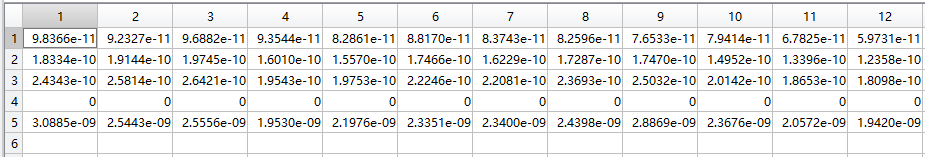 1 2 3 4 5 6 7 8 9 10 11 12
1 9.8366e-11 9.2327e-11 9.6882e-11 9.3544e-11 8.2861e-11 8.8170e-11 8.3743e-11 8.2596e-11 7.6533e-11 7.9414e-11 6.7825e-11 5.9731e-11
2 1.8334e-10 1.9144e-10 1.9745e-10 1.6010e-10 1.5570e-10 1.7466e-10 1.6229e-10 1.7287e-10 1.7470e-10 1.4952e-10 1.3396e-10 1.2358e-10
3 2.4343e-10 2.5814e-10 2.6421e-10 1.9543e-10 1.9753e-10 2.2246e-10 2.2081e-10 2.3693e-10 2.5032e-10 2.0142e-10 1.8653e-10 1.8098e-10
4 0 0 0 0 0 0 0 0 0 0 0 0
5 3.0885e-09 2.5443e-09 2.5556e-09 1.9530e-09 2.1976e-09 2.3351e-09 2.3400e-09 2.4398e-09 2.8869e-09 2.3676e-09 2.0572e-09 1.9420e-09
6